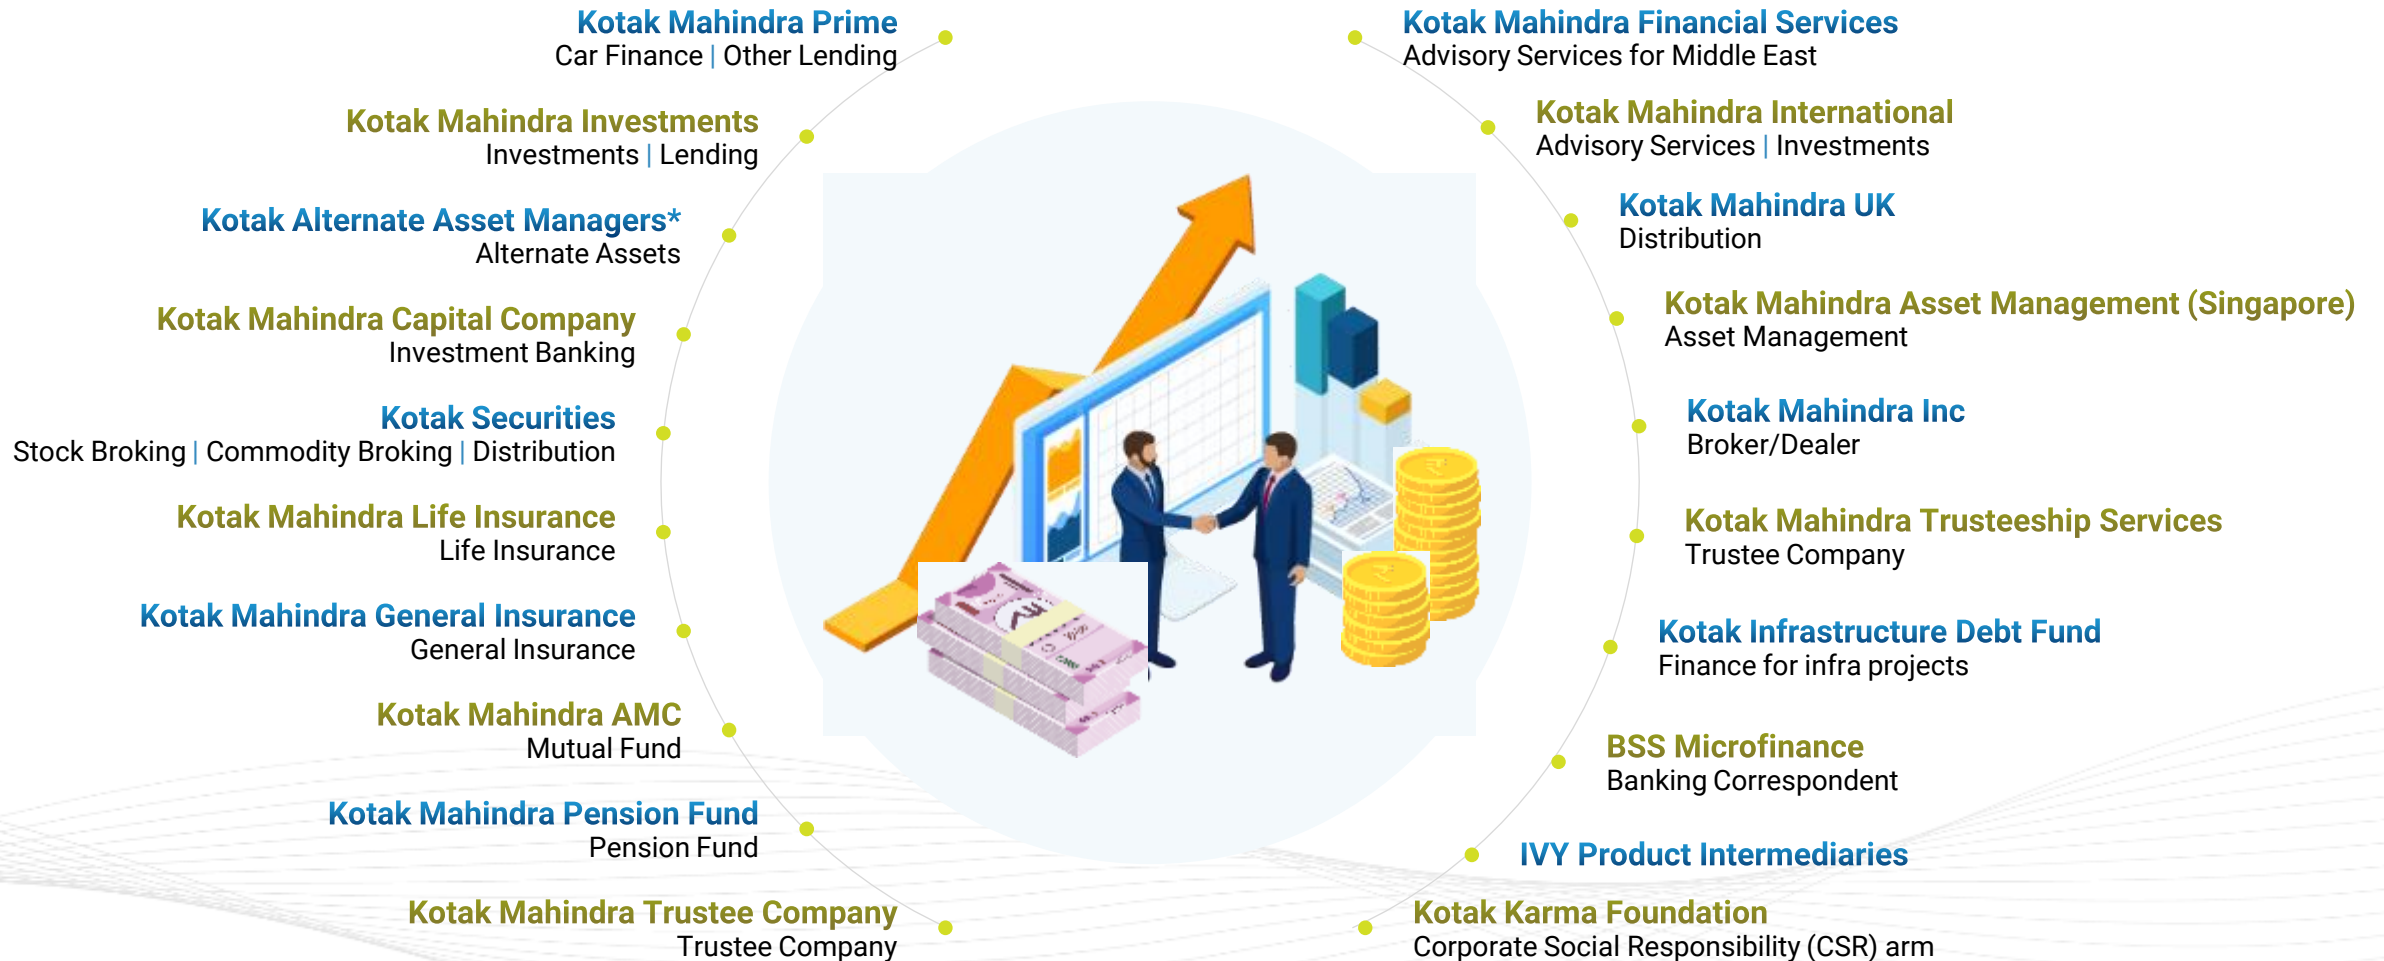 Kotak Mahindra Prime
Car Finance | Other Lending
Kotak Mahindra Investments
Investments | Lending
Kotak Alternate Asset Managers*
Alternate Assets
Kotak Mahindra Capital Company
Investment Banking
Kotak Securities
Stock Broking | Commodity Broking | Distribution
Kotak Mahindra Life Insurance
Life Insurance
Kotak Mahindra General Insurance
General Insurance
Kotak Mahindra AMC
Mutual Fund
Kotak Mahindra Pension Fund
Pension Fund
Kotak Mahindra Trustee Company
Trustee Company
Kotak Mahindra Financial Services
Advisory Services for Middle East
Kotak Mahindra International
Advisory Services | Investments
Kotak Mahindra UK
Distribution
Kotak Mahindra Asset Management (Singapore)
Asset Management
Kotak Mahindra Inc
Broker/Dealer
Kotak Mahindra Trusteeship Services
Trustee Company
Kotak Infrastructure Debt Fund
Finance for infra projects
BSS Microfinance
Banking Correspondent
IVY Product Intermediaries
Kotak Karma Foundation
Corporate Social Responsibility (CSR) arm